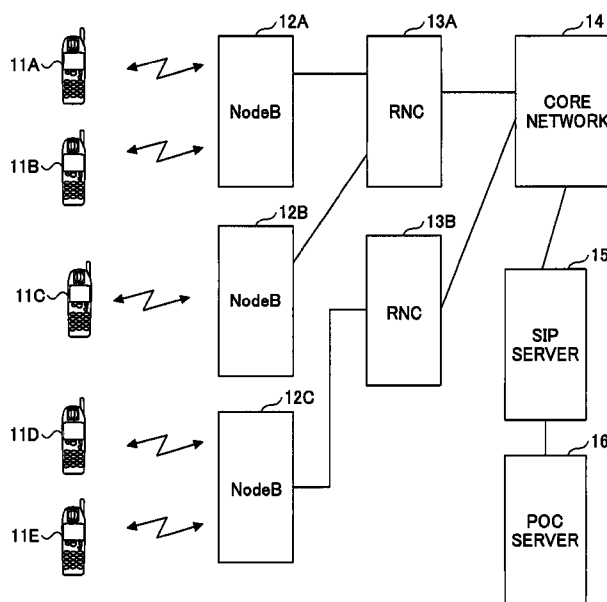 12A
13A
14
11A
NodeB
RNC
CORE
NETWORK
11B
12B
13B
15
11C
NodeB
RNC
SIP
SERVER
12C
16
11D
NodeB
POC
SERVER
11E